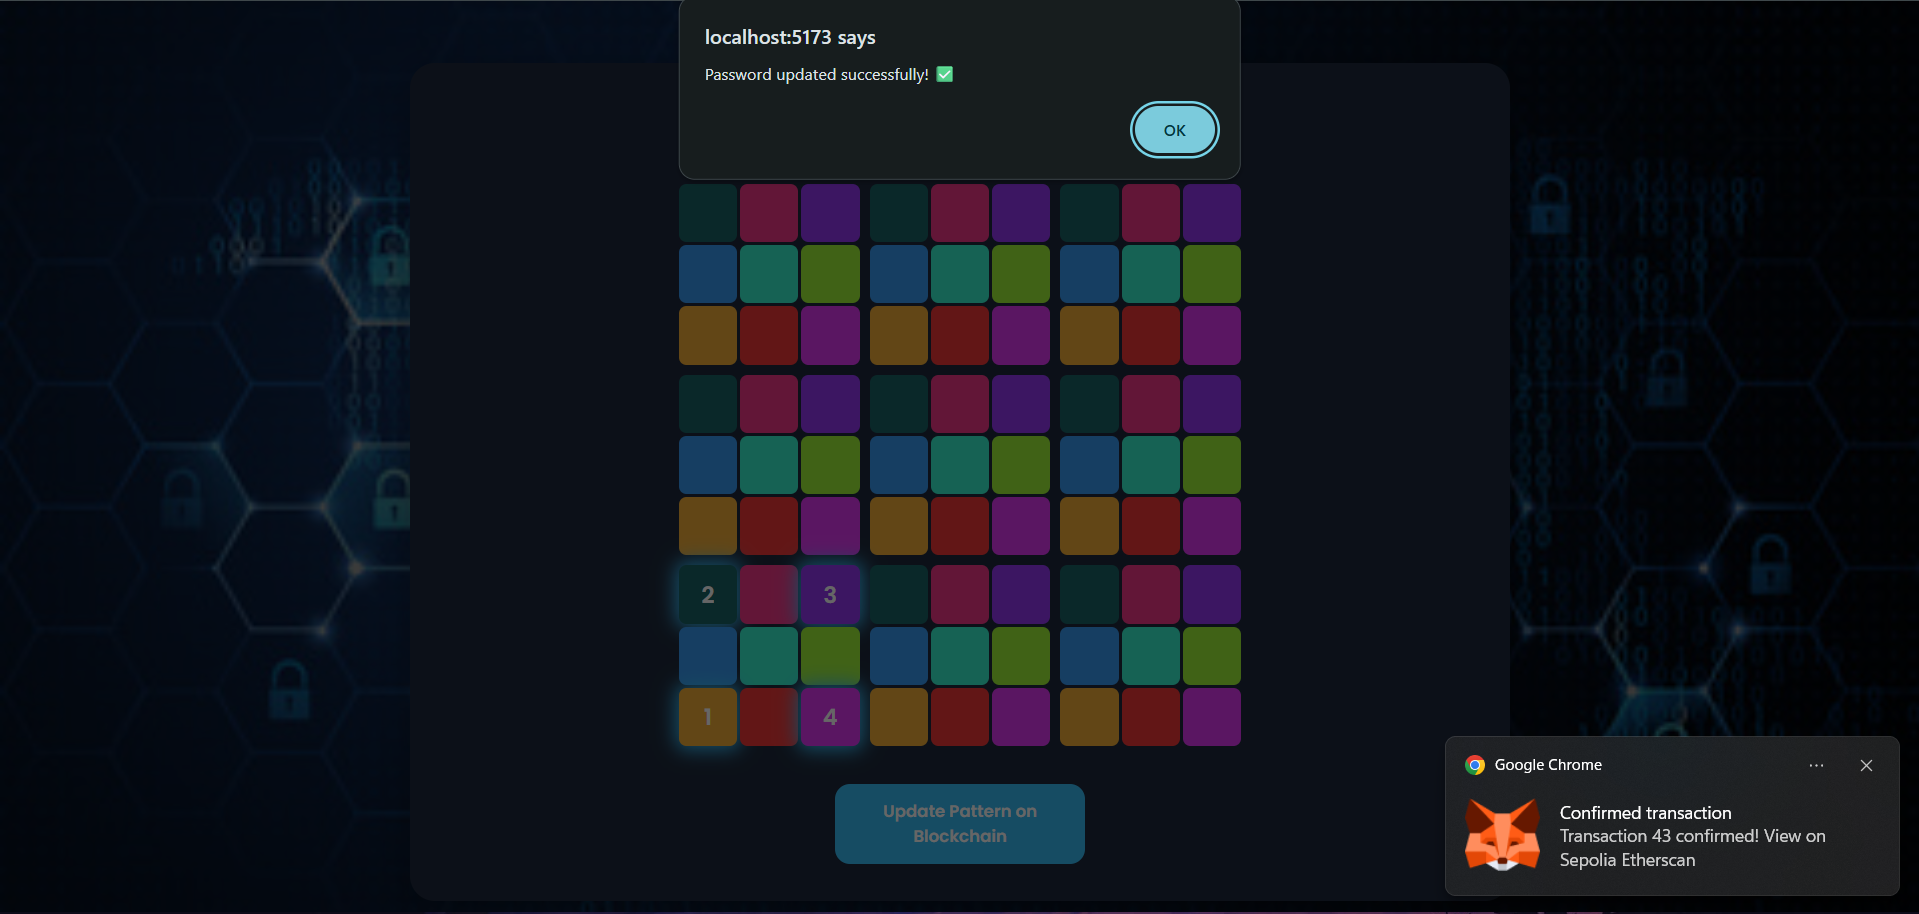 localhost:5173 says
Password updated successfully! ✅
OK
2 3
1 4
Update Pattern on
Blockchain
Google Chrome
Confirmed transaction
Transaction 43 confirmed! View on
Sepolia Etherscan